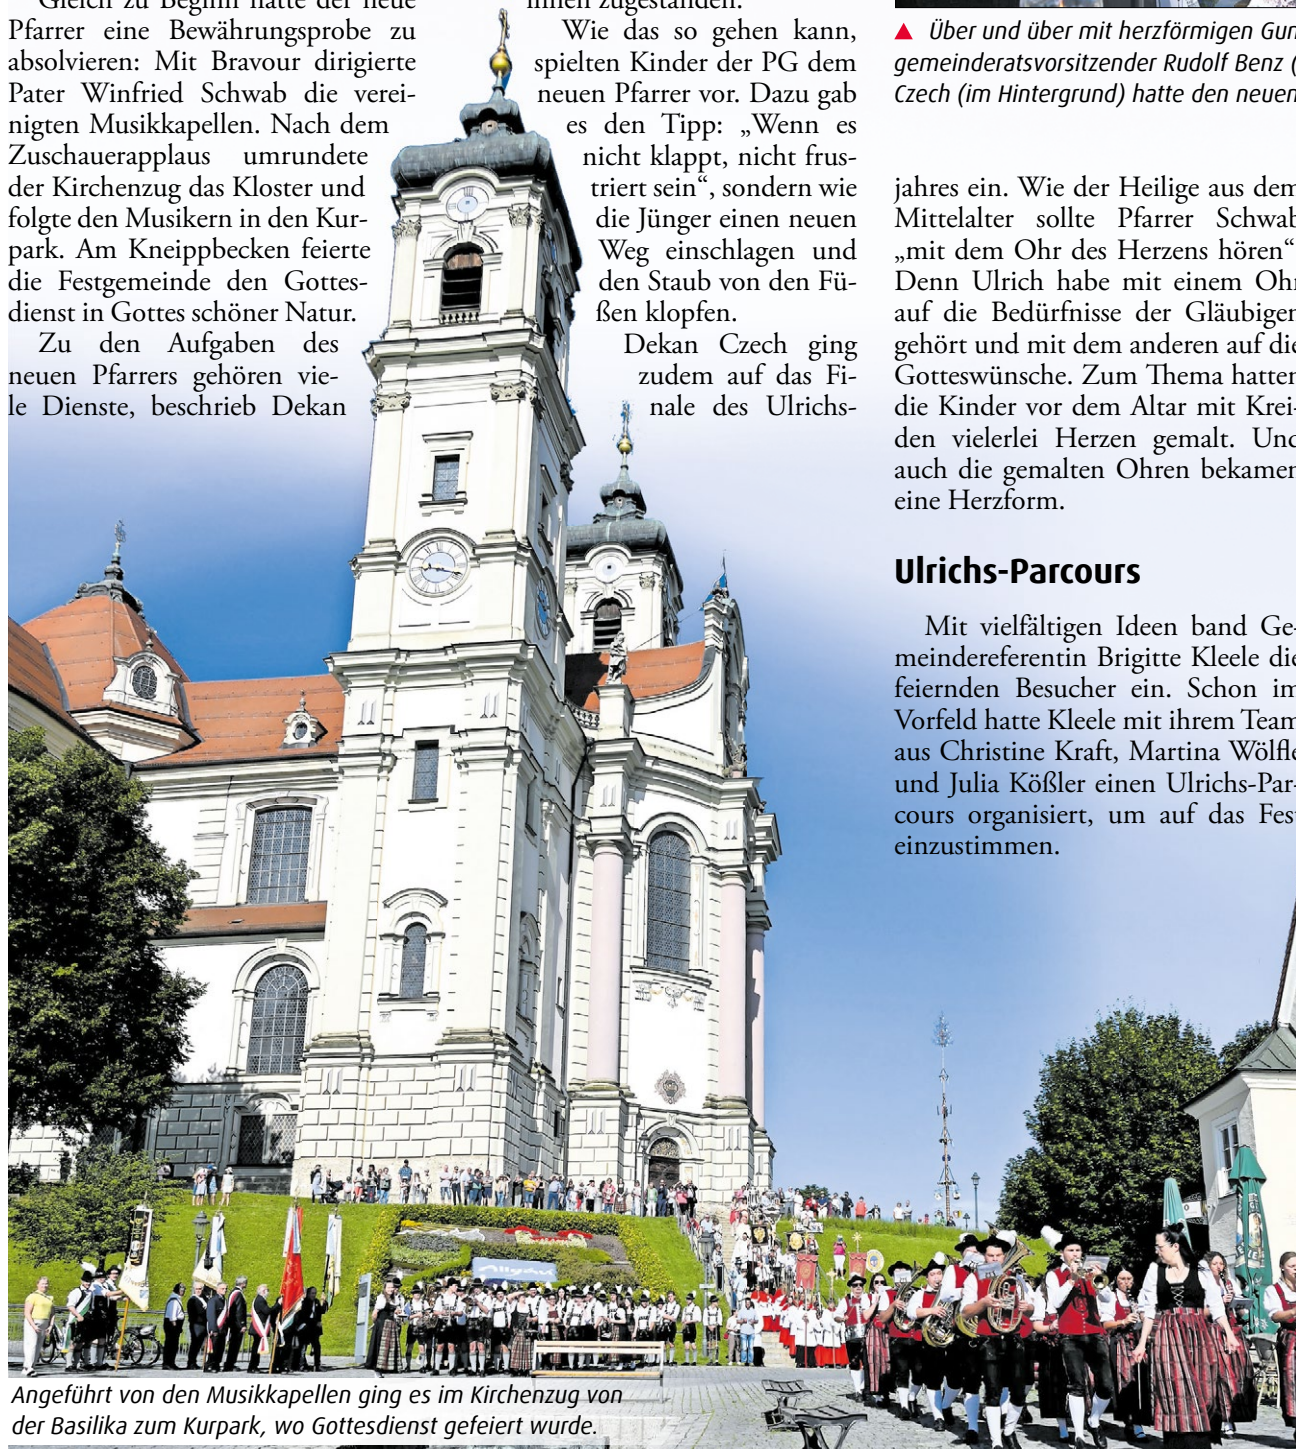 Gleich zu Beginn hatte der neue
Pfarrer eine Bewährungsprobe zu
absolvieren: Mit Bravour dirigierte
Pater Winfried Schwab die verei-
nigten Musikkapellen. Nach dem
Zuschauerapplaus umrundete
der Kirchenzug das Kloster und
folgte den Musikern in den Kur-
park. Am Kneippbecken feierte
die Festgemeinde den Gottes-
dienst in Gottes schöner Natur.
Zu den Aufgaben des
neuen Pfarrers gehören vie-
le Dienste, beschrieb Dekan
ihnen zugestanden.
Wie das so gehen kann,
spielten Kinder der PG dem
neuen Pfarrer vor. Dazu gab
es den Tipp: „Wenn es
nicht klappt, nicht frus-
triert sein“, sondern wie
die Jünger einen neuen
Weg einschlagen und
den Staub von den Fü-
ßen klopfen.
Dekan Czech ging
zudem auf das Fi-
nale des Ulrichs-
▲ Über und über mit herzförmigen Gum
gemeinderatsvorsitzender Rudolf Benz (
Czech (im Hintergrund) hatte den neuen
jahres ein. Wie der Heilige aus dem
Mittelalter sollte Pfarrer Schwab
„mit dem Ohr des Herzens hören“
Denn Ulrich habe mit einem Ohr
auf die Bedürfnisse der Gläubigen
gehört und mit dem anderen auf die
Gotteswünsche. Zum Thema hatten
die Kinder vor dem Altar mit Krei-
den vielerlei Herzen gemalt. Und
auch die gemalten Ohren bekamen
eine Herzform.
Ulrichs-Parcours
Mit vielfältigen Ideen band Ge-
meindereferentin Brigitte Kleele die
feiernden Besucher ein. Schon im
Vorfeld hatte Kleele mit ihrem Team
aus Christine Kraft, Martina Wölfle
und Julia Kößler einen Ulrichs-Par-
cours organisiert, um auf das Fest
einzustimmen.
Allgäu
Angeführt von den Musikkapellen ging es im Kirchenzug von
der Basilika zum Kurpark, wo Gottesdienst gefeiert wurde.